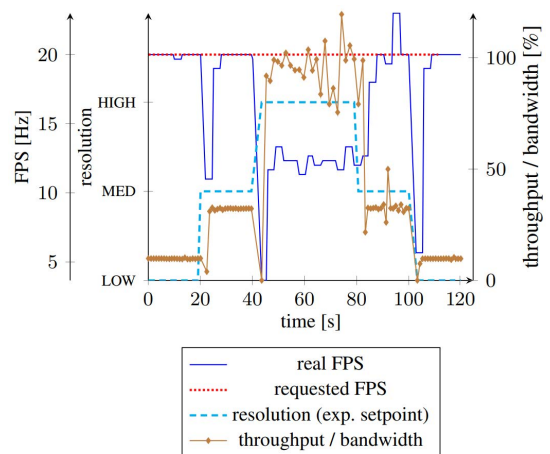 FPS [Hz]
20
15
10
5
resolution
HIGH
MED
LOW
throughput / bandwidth [%]
100
50
0
0 20 40 60 80 100 120
time [s]
real FPS
requested FPS
resolution (exp. setpoint)
throughput / bandwidth